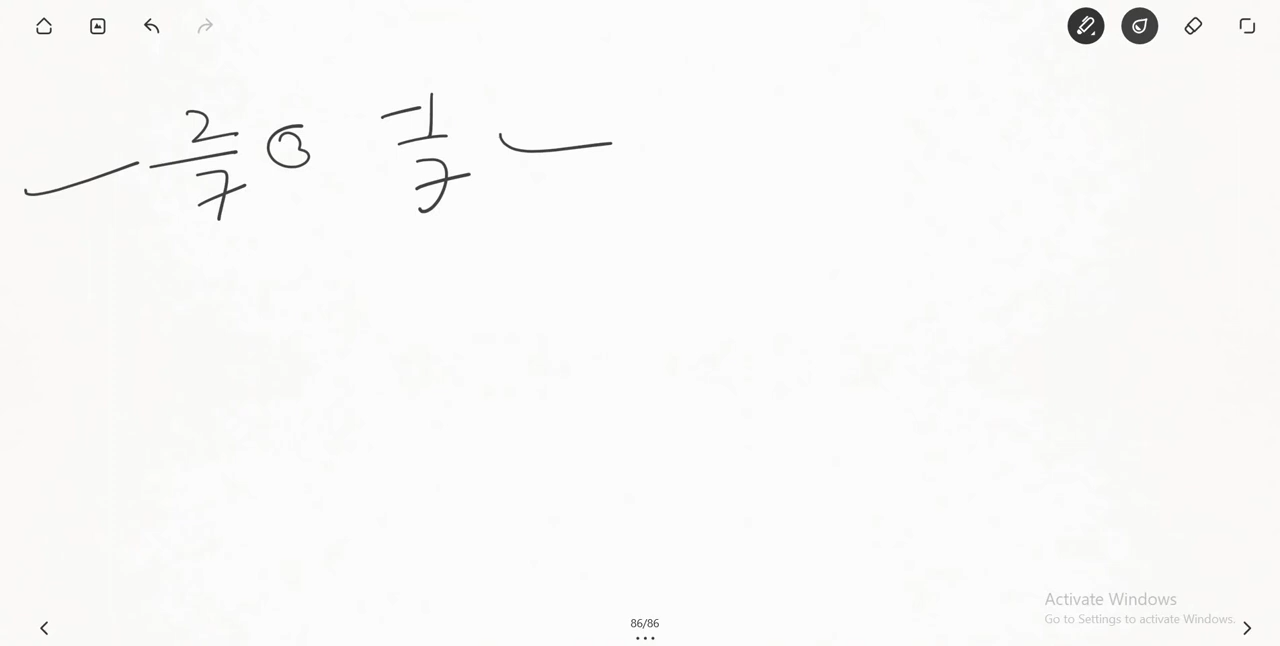 2/7 -1/7
86/86
Activate Windows
Go to Settings to activate Windows.